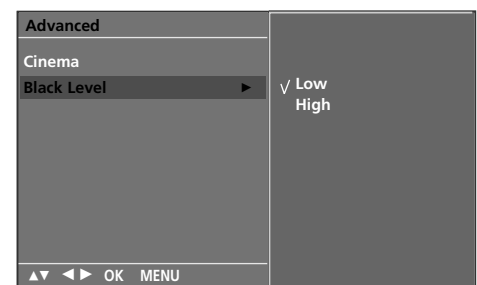 Advanced
Cinema
Black Level ►
√ Low
High
▲▼ ◄ ► OK MENU